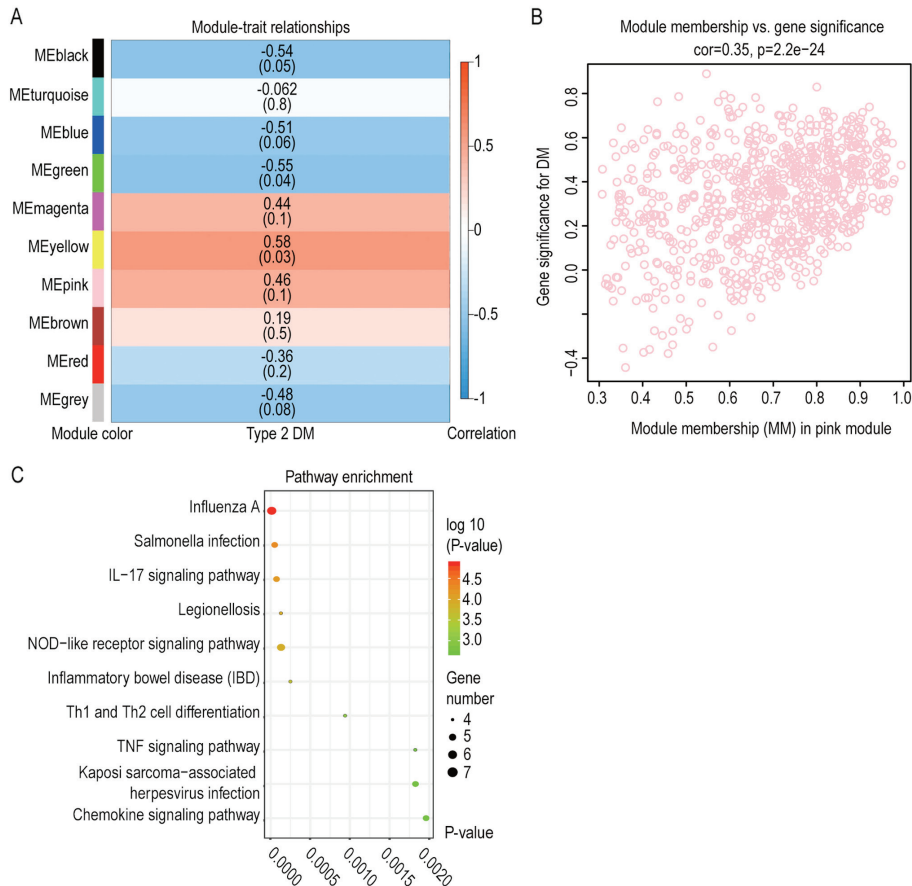 A
Module-trait relationships
MEblack
-0.54
(0.05)
MEturquoise
-0.062
(0.8)
MEblue
-0.51
(0.06)
MEgreen
-0.55
(0.04)
MEmagenta
0.44
(0.1)
MEyellow
0.58
(0.03)
MEpink
0.46
(0.1)
MEbrown
0.19
(0.5)
MEred
-0.36
(0.2)
MEgrey
-0.48
(0.08)
1
0.5
0
-0.5
-1
Module color
Type 2 DM
Correlation
B
Module membership vs. gene significance
cor=0.35, p=2.2e−24
Gene significance for DM
0.8
0.6
0.4
0.2
0.0
−0.4
0.3 0.4 0.5 0.6 0.7 0.8 0.9 1.0
Module membership (MM) in pink module
C
Pathway enrichment
Influenza A
Salmonella infection
IL−17 signaling pathway
Legionellosis
NOD−like receptor signaling pathway
Inflammatory bowel disease (IBD)
Th1 and Th2 cell differentiation
TNF signaling pathway
Kaposi sarcoma−associated
herpesvirus infection
Chemokine signaling pathway
log 10
(P-value)
4.5
4.0
3.5
3.0
Gene
number
4
5
6
7
P-value
0.0000
0.0005
0.0010
0.0015
0.0020